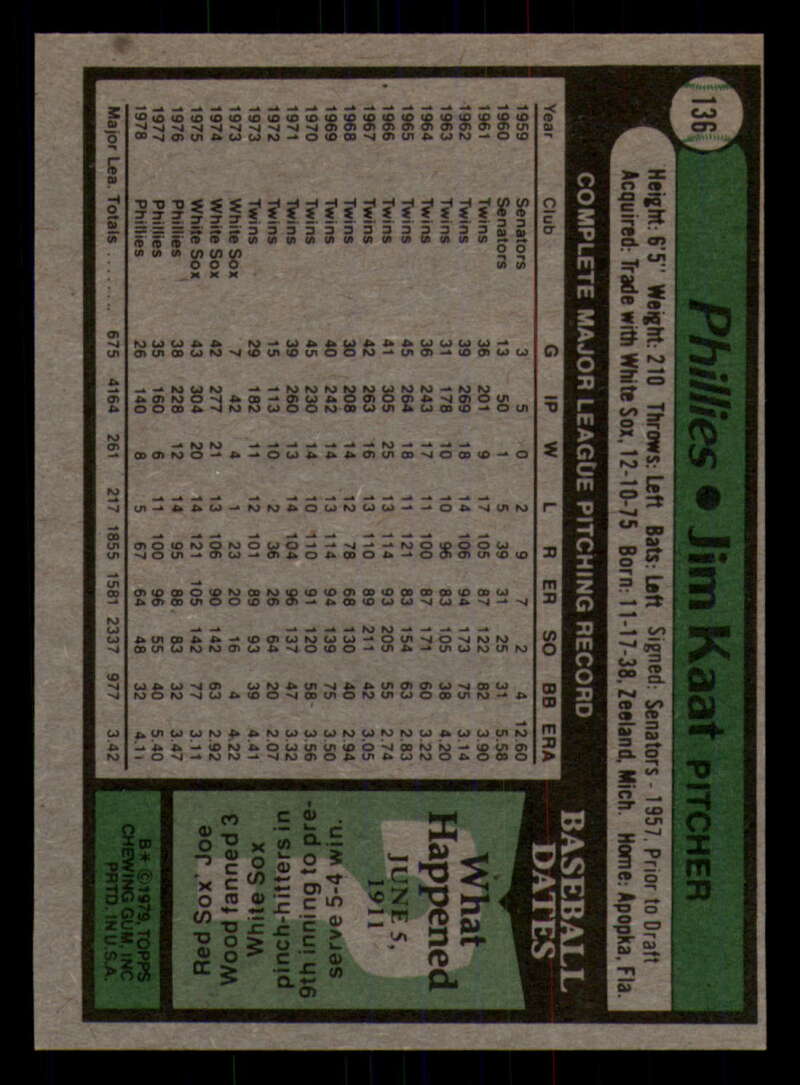 136
Phillies • Jim Kaat PITCHER
Height: 6'5" Weight: 210 Throws: Left Bats: Left Signed: Senators - 1957, Prior to Draft
Acquired: Trade with White Sox, 12-10-75 Born: 11-17-38, Zeeland, Mich. Home: Apopka, Fla.
COMPLETE MAJOR LEAGUE PITCHING RECORD
Year Club G IP W L R ER SO BB ERA
1959 Senators 3 5 0 2 9 7 2 4 12.60
1960 Senators 13 50 1 5 39 31 25 31 5.58
1961 Twins 36 201 9 17 105 87 122 82 3.90
1962 Twins 39 269 18 14 106 94 173 75 3.14
1963 Twins 31 178 10 10 96 83 105 38 4.20
1964 Twins 36 243 17 11 100 87 171 60 3.22
1965 Twins 45 264 18 11 121 83 154 63 2.83
1966 Twins 41 305 25 13 114 93 205 55 2.74
1967 Twins 42 263 16 13 110 89 211 42 3.05
1968 Twins 30 208 14 12 78 68 130 40 2.94
1969 Twins 40 242 14 13 114 94 139 75 3.50
1970 Twins 45 230 14 10 110 91 120 58 3.56
1971 Twins 39 260 13 14 104 96 137 47 3.32
1972 Twins 15 113 10 2 36 26 64 20 2.07
1973 Twins 29 182 11 12 101 89 93 39 4.41
1973 White Sox 7 42 4 1 23 20 16 4 4.22
1974 White Sox 42 277 21 13 106 90 142 63 2.92
1975 White Sox 43 304 20 14 121 105 142 77 3.11
1976 Phillies 38 228 12 14 95 88 83 32 3.47
1977 Phillies 35 160 6 11 100 96 55 40 5.40
1978 Phillies 26 140 8 5 67 64 48 32 4.11
Major Lea. Totals........ 675 4164 261 217 1855 1581 2337 977 3.42
BASEBALL
DATES
What
Happened
JUNE 5,
1911
Red Sox' Joe
Wood fanned 3
White Sox
pinch-hitters in
9th inning to pre-
serve 5-4 win.
B* ©1979, TOPPS
CHEWING GUM, INC
PRTD. IN U.S.A.